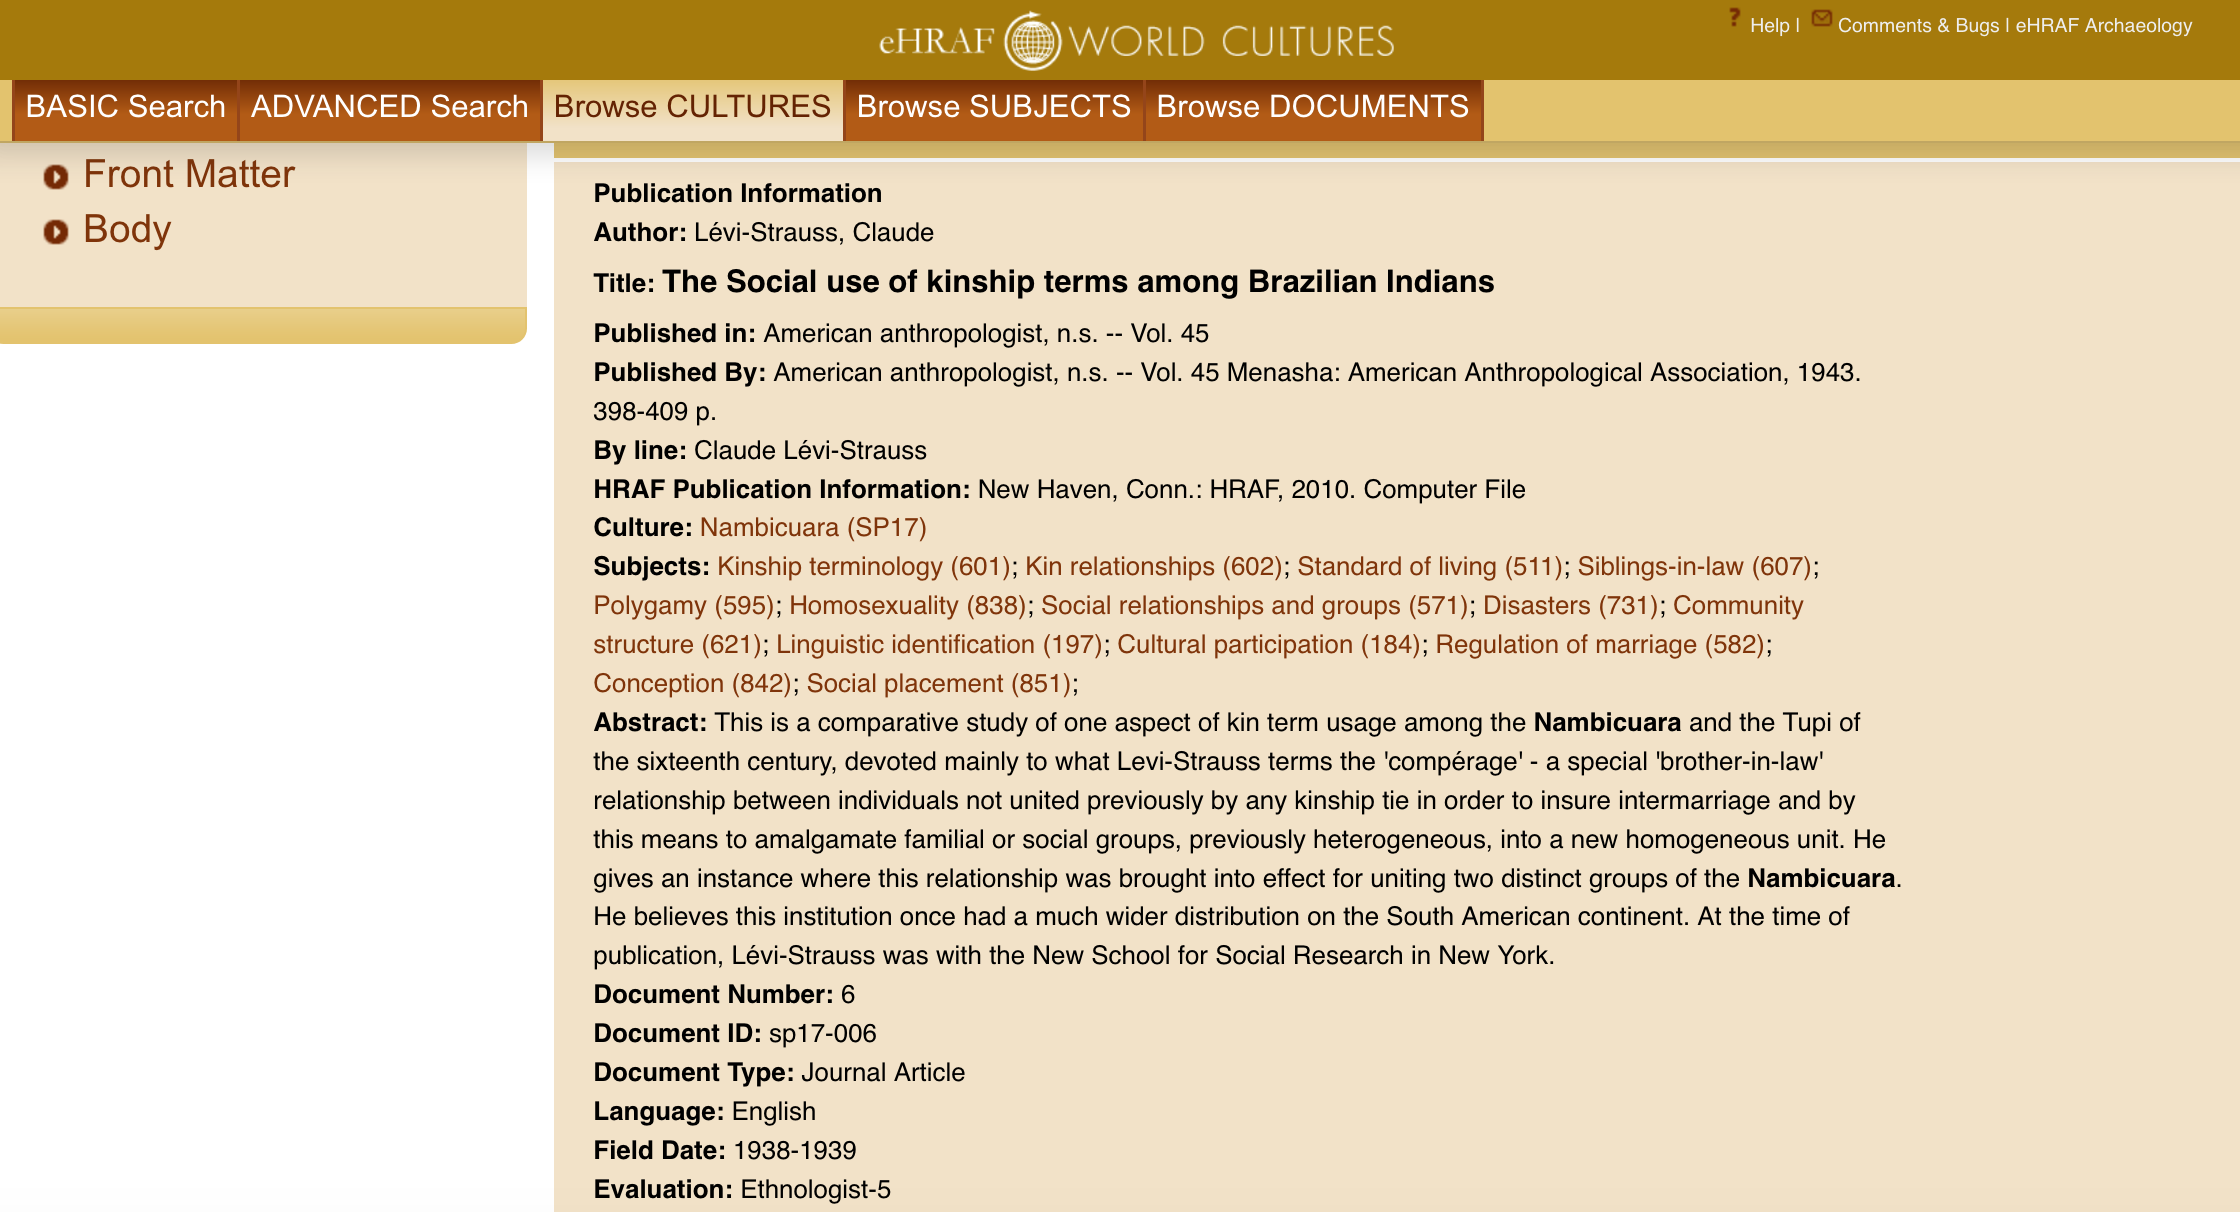 eHRAF WORLD CULTURES
? Help | Comments & Bugs | eHRAF Archaeology
BASIC Search ADVANCED Search Browse CULTURES Browse SUBJECTS Browse DOCUMENTS
Front Matter
Body
Publication Information
Author: Lévi-Strauss, Claude
Title: The Social use of kinship terms among Brazilian Indians
Published in: American anthropologist, n.s. -- Vol. 45
Published By: American anthropologist, n.s. -- Vol. 45 Menasha: American Anthropological Association, 1943.
398-409 p.
By line: Claude Lévi-Strauss
HRAF Publication Information: New Haven, Conn.: HRAF, 2010. Computer File
Culture: Nambicuara (SP17)
Subjects: Kinship terminology (601); Kin relationships (602); Standard of living (511); Siblings-in-law (607);
Polygamy (595); Homosexuality (838); Social relationships and groups (571); Disasters (731); Community
structure (621); Linguistic identification (197); Cultural participation (184); Regulation of marriage (582);
Conception (842); Social placement (851);
Abstract: This is a comparative study of one aspect of kin term usage among the Nambicuara and the Tupi of
the sixteenth century, devoted mainly to what Levi-Strauss terms the 'compérage' - a special 'brother-in-law'
relationship between individuals not united previously by any kinship tie in order to insure intermarriage and by
this means to amalgamate familial or social groups, previously heterogeneous, into a new homogeneous unit. He
gives an instance where this relationship was brought into effect for uniting two distinct groups of the Nambicuara.
He believes this institution once had a much wider distribution on the South American continent. At the time of
publication, Lévi-Strauss was with the New School for Social Research in New York.
Document Number: 6
Document ID: sp17-006
Document Type: Journal Article
Language: English
Field Date: 1938-1939
Evaluation: Ethnologist-5